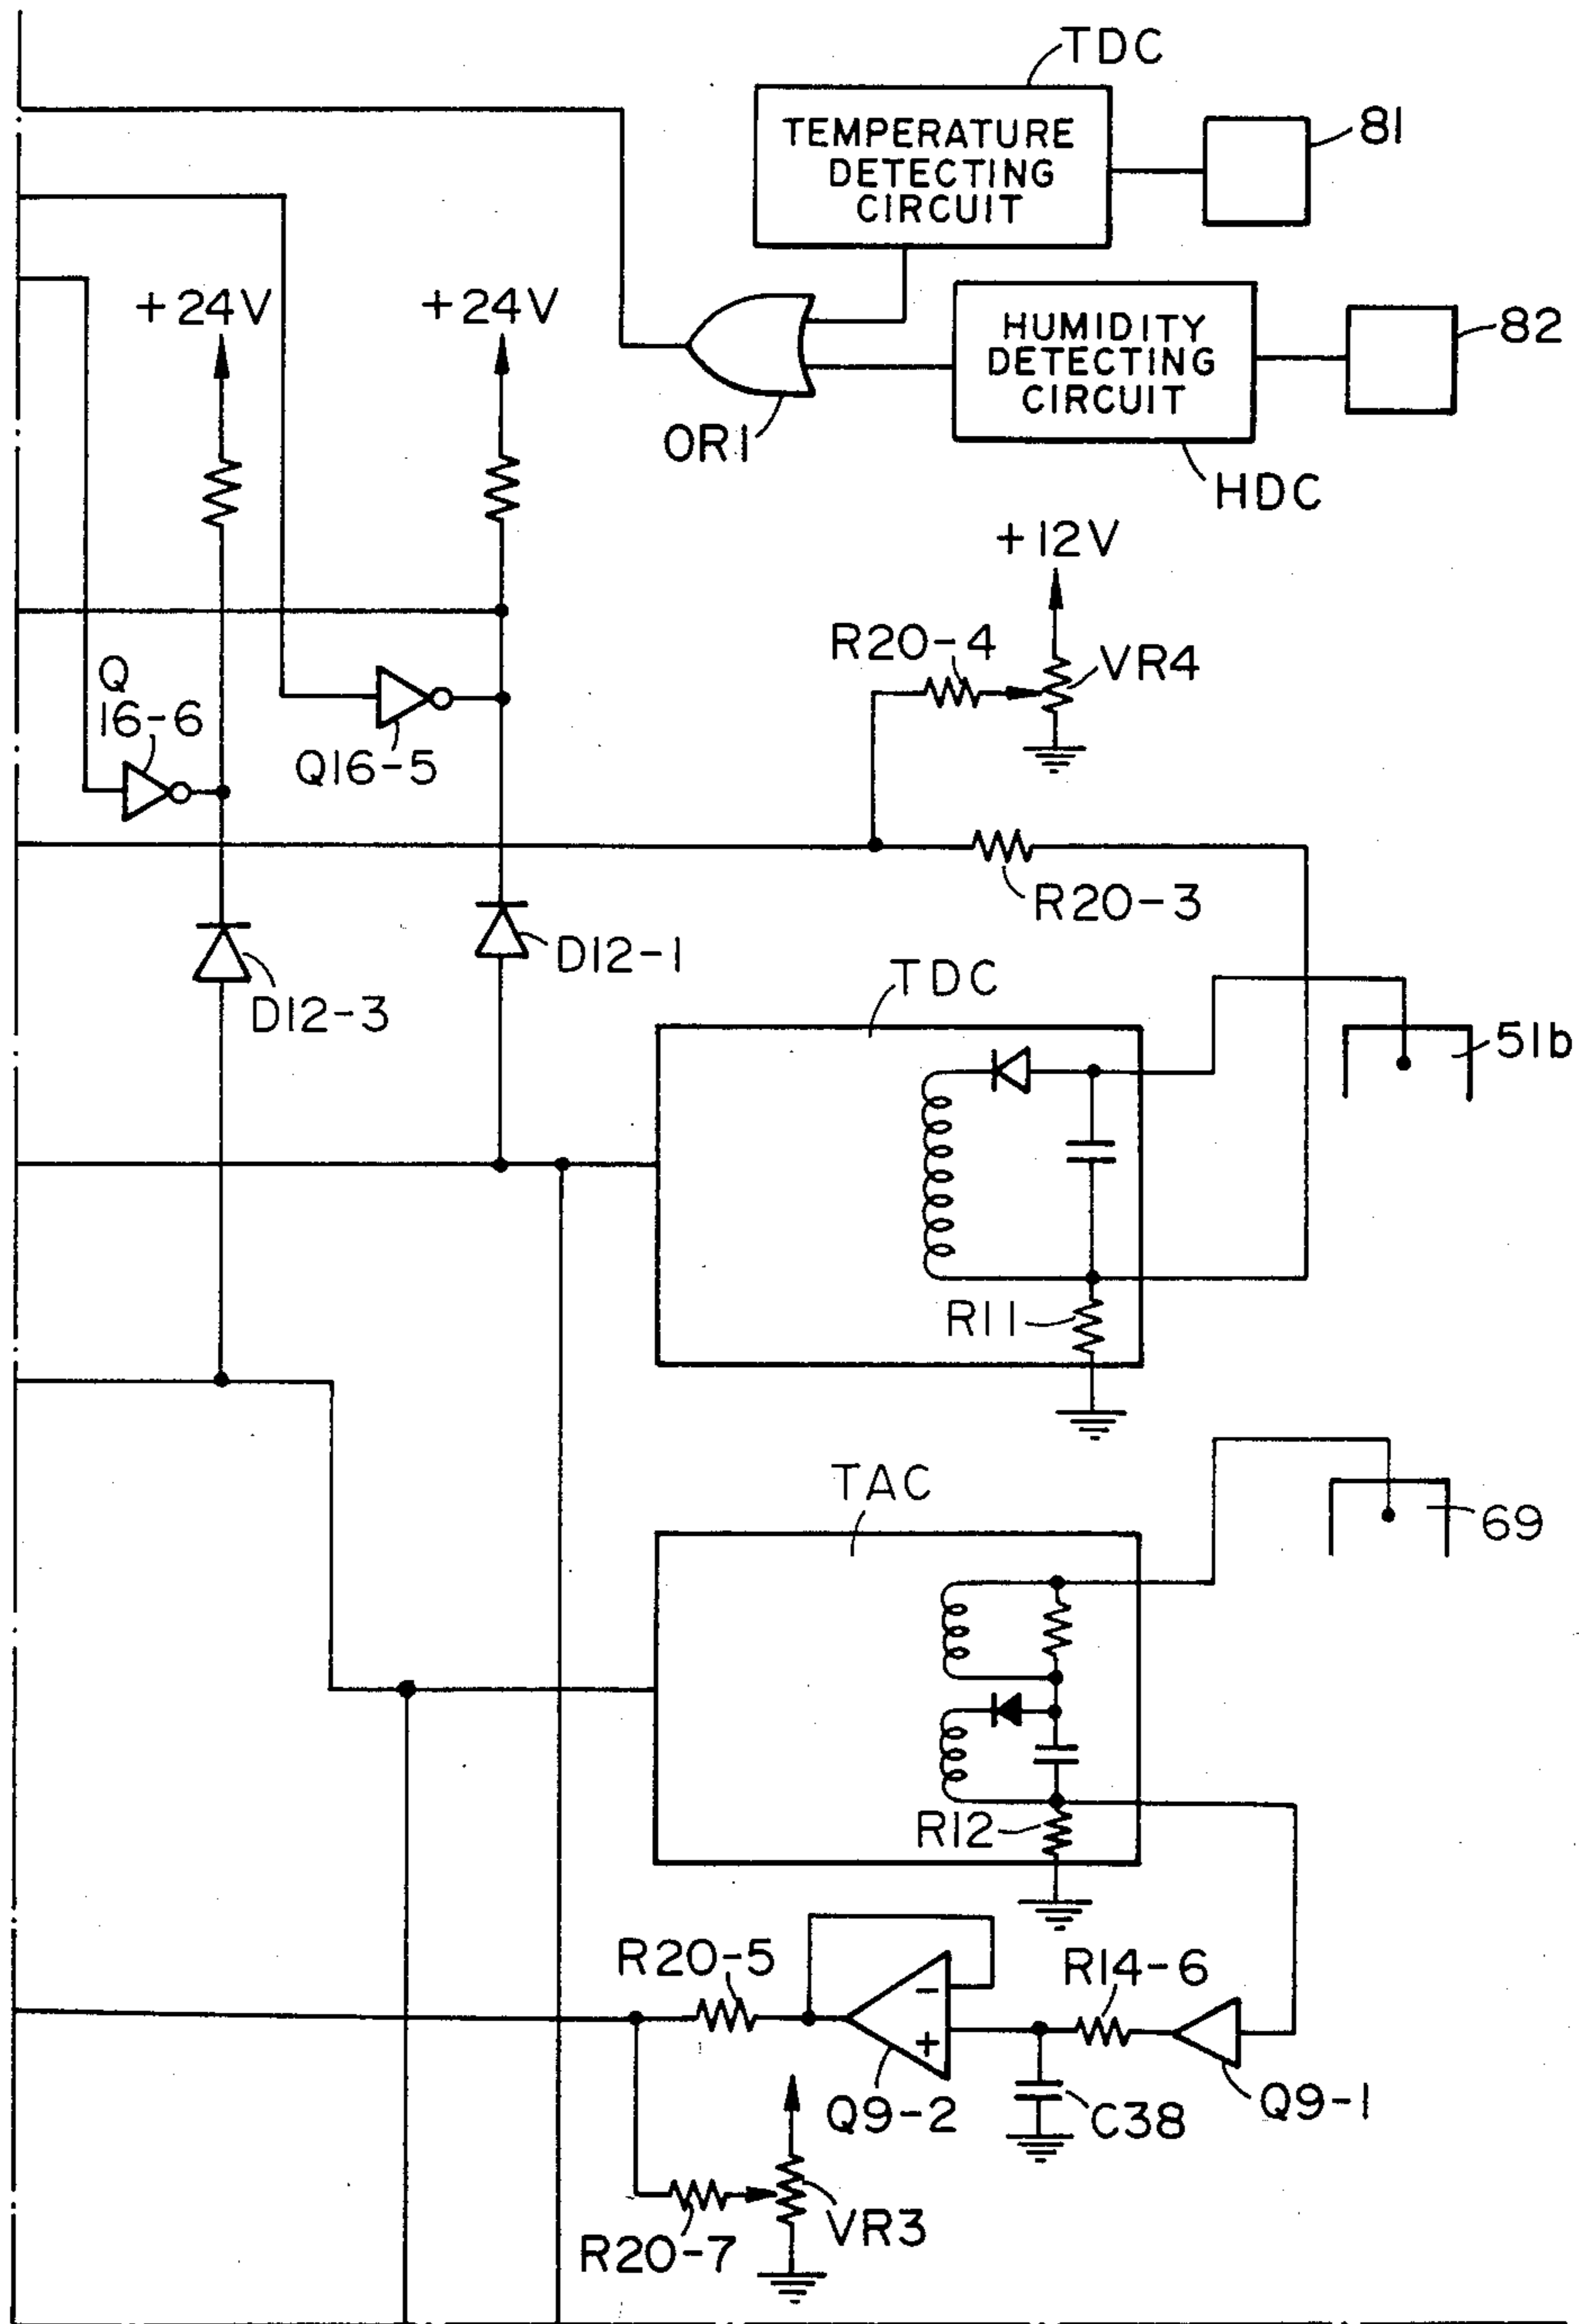 TDC
TEMPERATURE
DETECTING
CIRCUIT
81
+24V
+24V
HUMIDITY
DETECTING
CIRCUIT
82
OR1
HDC
+12V
R20-4
VR4
Q
16-6
Q16-5
R20-3
D12-1
D12-3
TDC
51b
R11
TAC
69
R12
R20-5
R14-6
-
+
Q9-2
C38
Q9-1
VR3
R20-7